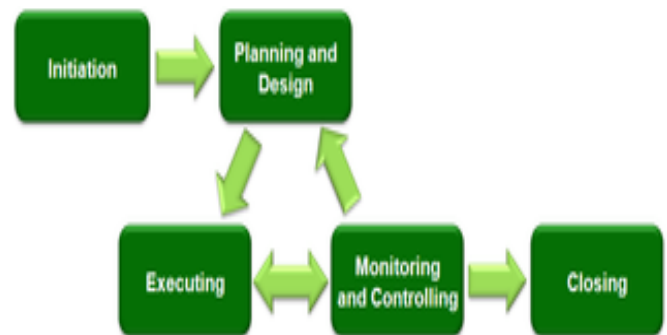 Initiation
Planning and
Design
Executing
Monitoring
and Controlling
Closing